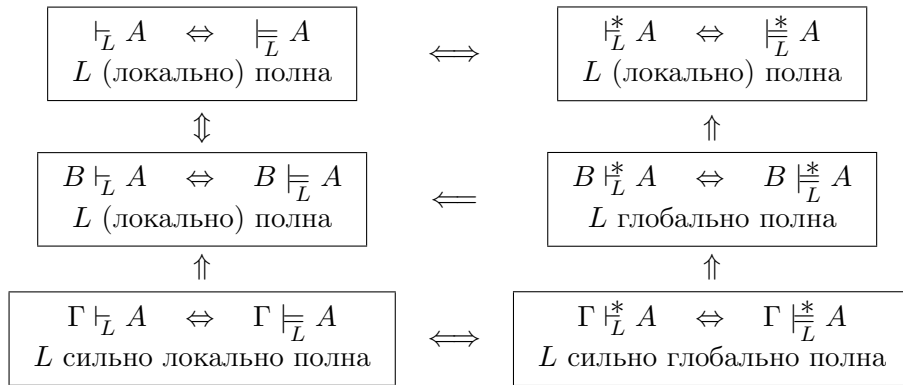 ⊢_L A ⇔ ⊨_L A ⟺ ⊢*_L A ⇔ ⊨*_L A
L (локально) полна L (локально) полна
⇕ ⇑
B ⊢_L A ⇔ B ⊨_L A ⟸ B ⊢*_L A ⇔ B ⊨*_L A
L (локально) полна L глобально полна
⇑ ⇑
Γ ⊢_L A ⇔ Γ ⊨_L A ⟺ Γ ⊢*_L A ⇔ Γ ⊨*_L A
L сильно локально полна L сильно глобально полна